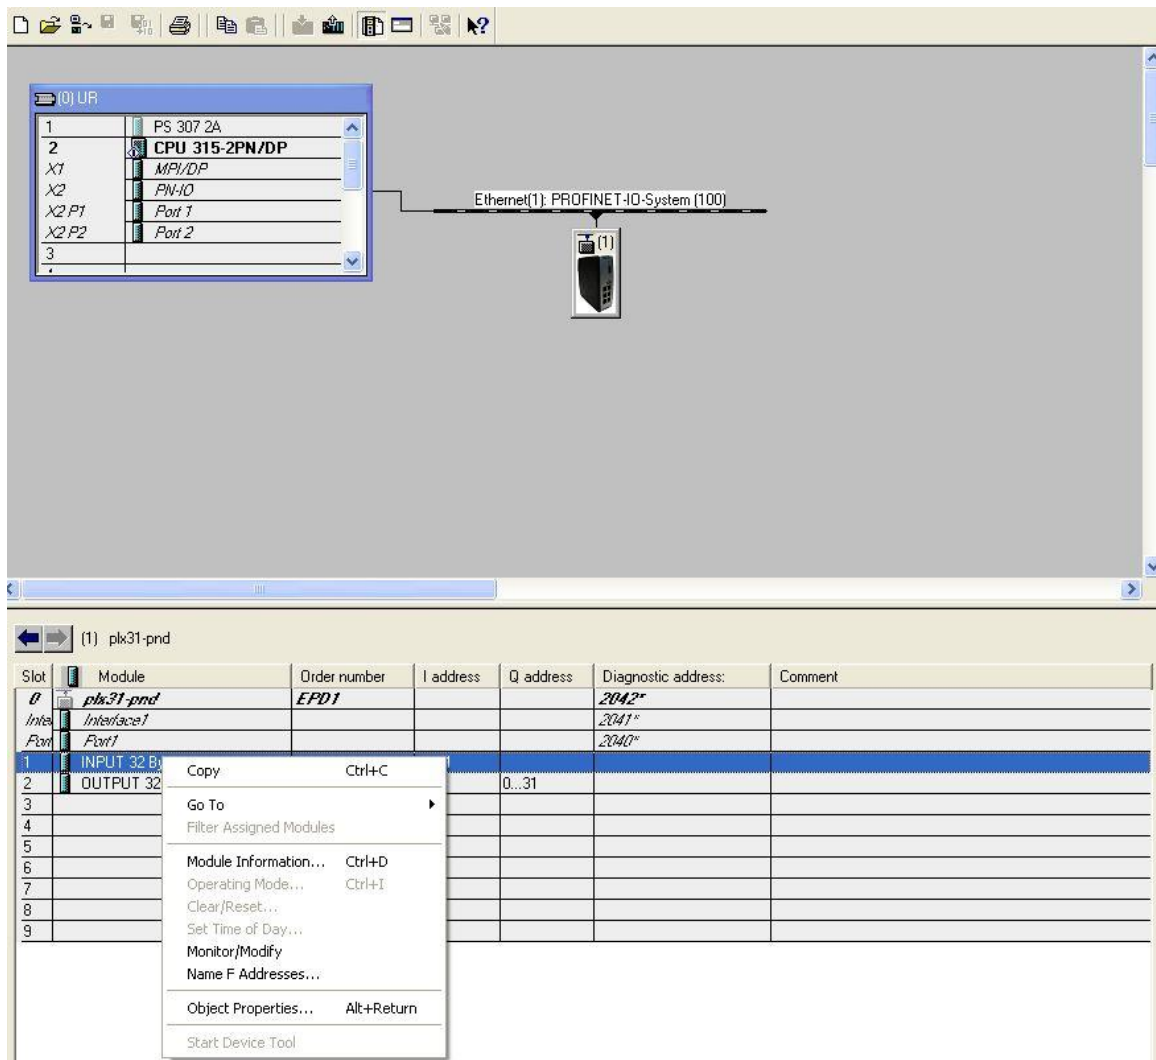 (0) UR
1 PS 307 2A
2 CPU 315-2PN/DP
X1 MPI/DP
X2 PN-IO
X2 P1 Port 1
X2 P2 Port 2
3
Ethernet(1): PROFINET-IO-System (100)
(1)
(1) plx31-pnd
Slot Module Order number I address Q address Diagnostic address: Comment
0 plx31-pnd EPD1 2042*
Interface1 2041*
Port1 2040*
1 INPUT 32
2 OUTPUT 32 0...31
3
4
5
6
7
8
9
Copy Ctrl+C
Go To
Filter Assigned Modules
Module Information... Ctrl+D
Operating Mode... Ctrl+I
Clear/Reset...
Set Time of Day...
Monitor/Modify
Name F Addresses...
Object Properties... Alt+Return
Start Device Tool